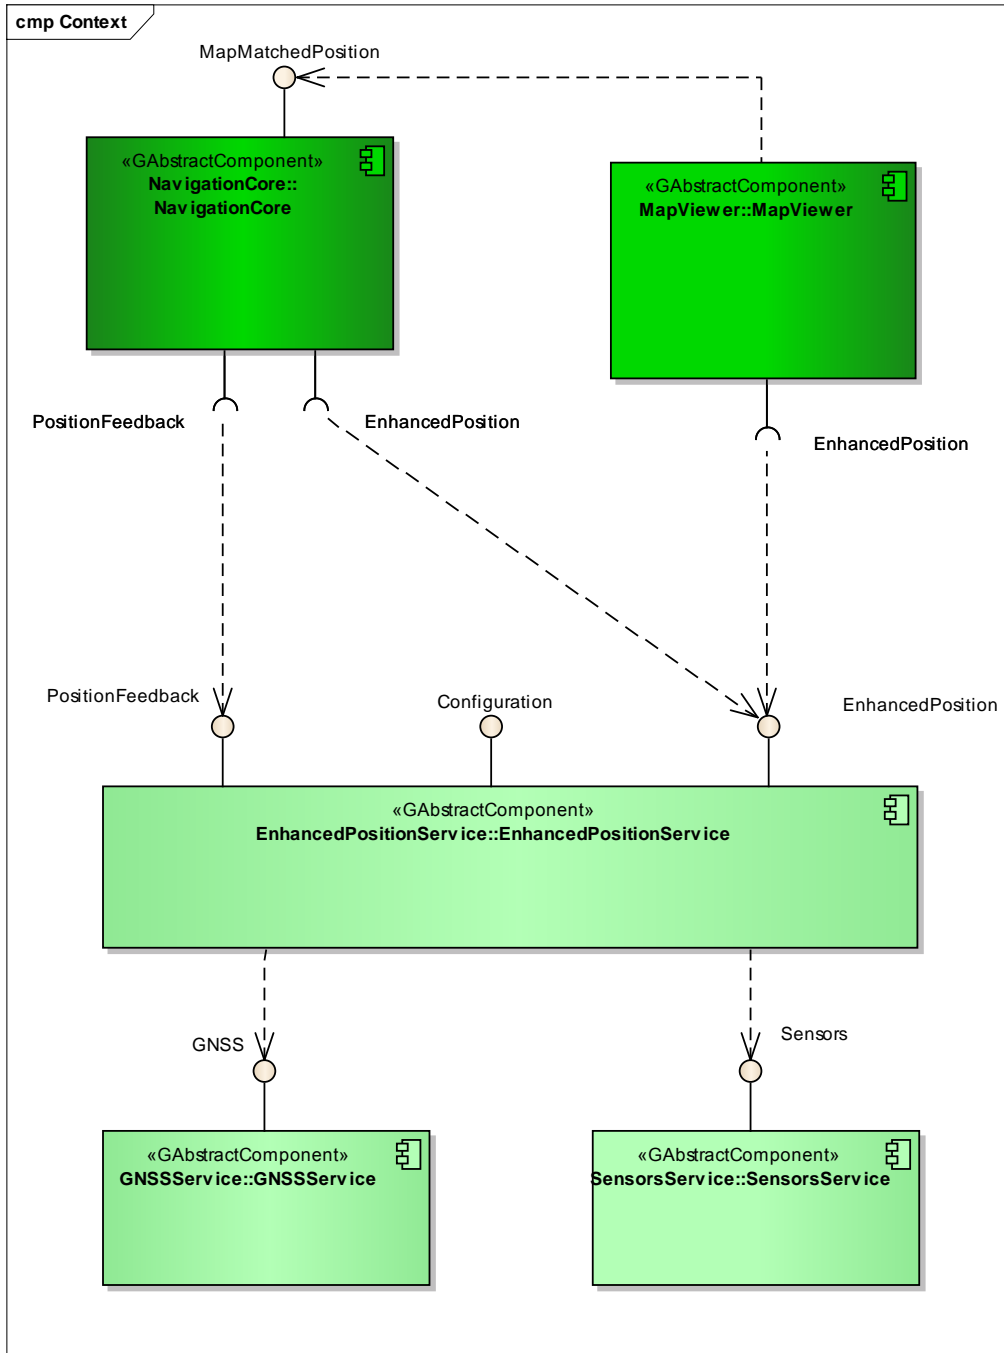 cmp Context
MapMatchedPosition
«GAbstractComponent»
NavigationCore::
NavigationCore
«GAbstractComponent»
MapViewer::MapViewer
PositionFeedback
EnhancedPosition
EnhancedPosition
PositionFeedback
Configuration
EnhancedPosition
«GAbstractComponent»
EnhancedPositionService::EnhancedPositionService
GNSS
Sensors
«GAbstractComponent»
GNSSService::GNSSService
«GAbstractComponent»
SensorsService::SensorsService